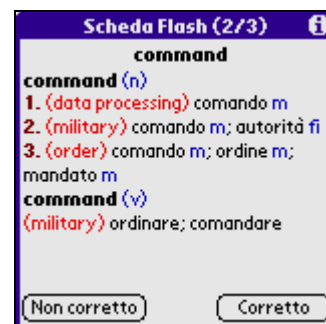 Scheda Flash (2/3) i
command
command (n)
1. (data processing) comando m
2. (military) comando m; autorità fi
3. (order) comando m; ordine m;
mandato m
command (v)
(military) ordinare; comandare
Non corretto Corretto